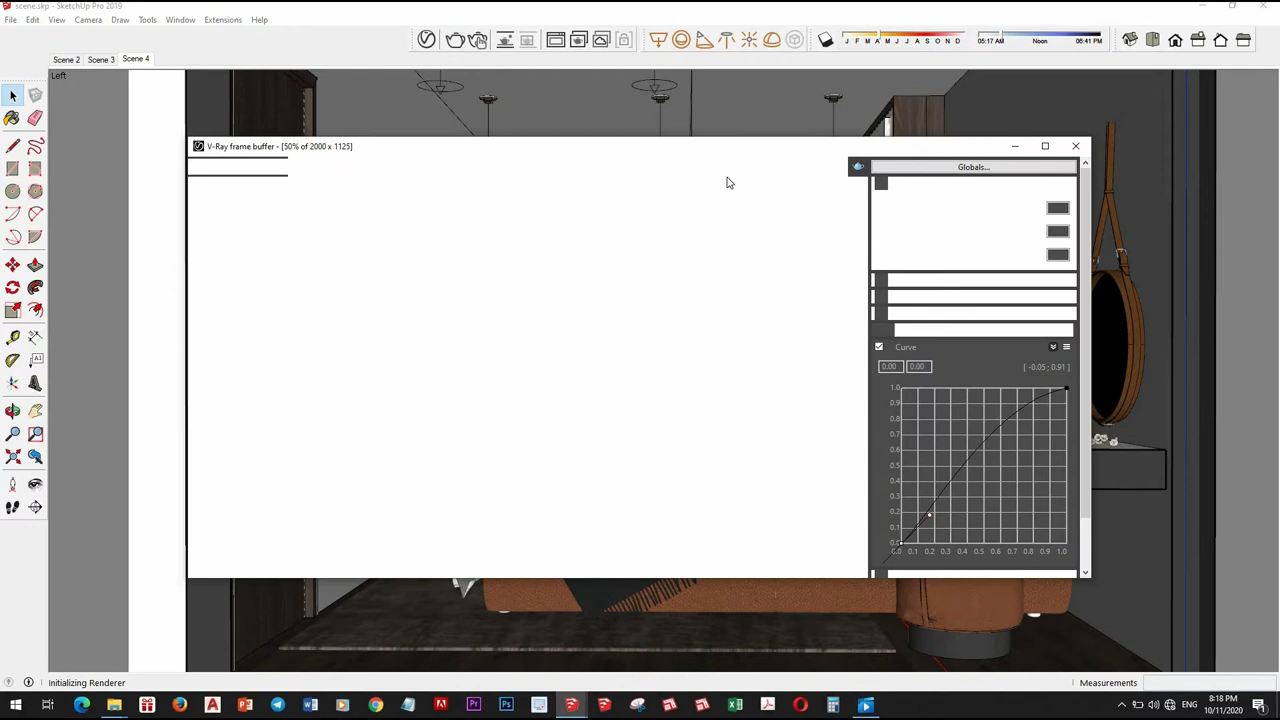 scene.skp - SketchUp Pro 2019
File Edit View Camera Draw Tools Window Extensions Help
J F M A M J J A S O N D
05:17 AM Noon 06:41 PM
Scene 2 Scene 3 Scene 4
Left
V-Ray frame buffer - [50% of 2000 x 1125]
Globals...
Curve
0.00 0.00 [ -0.05 ; 0.91 ]
1.0
0.9
0.8
0.7
0.6
0.5
0.4
0.3
0.2
0.1
0.0
0.0 0.1 0.2 0.3 0.4 0.5 0.6 0.7 0.8 0.9 1.0
Initializing Renderer
Measurements
ENG
8:18 PM
10/11/2020